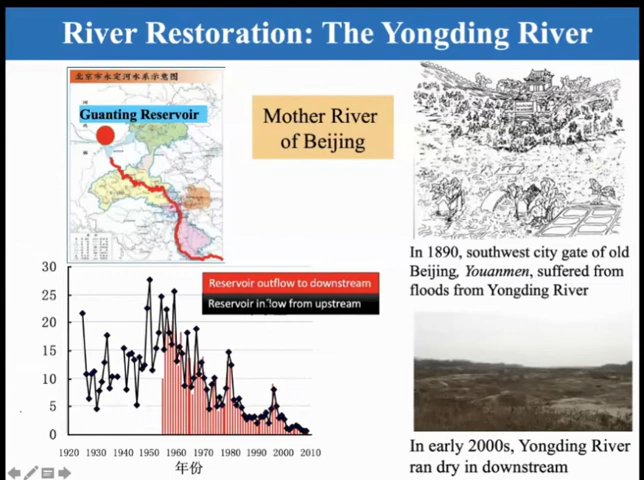 River Restoration: The Yongding River
北京市永定河水系示意图
Guanting Reservoir
Mother River
of Beijing
In 1890, southwest city gate of old
Beijing, Youanmen, suffered from
floods from Yongding River
30
25
20
15
10
5
0
Reservoir outflow to downstream
Reservoir inflow from upstream
1920 1930 1940 1950 1960 1970 1980 1990 2000 2010
年份
In early 2000s, Yongding River
ran dry in downstream